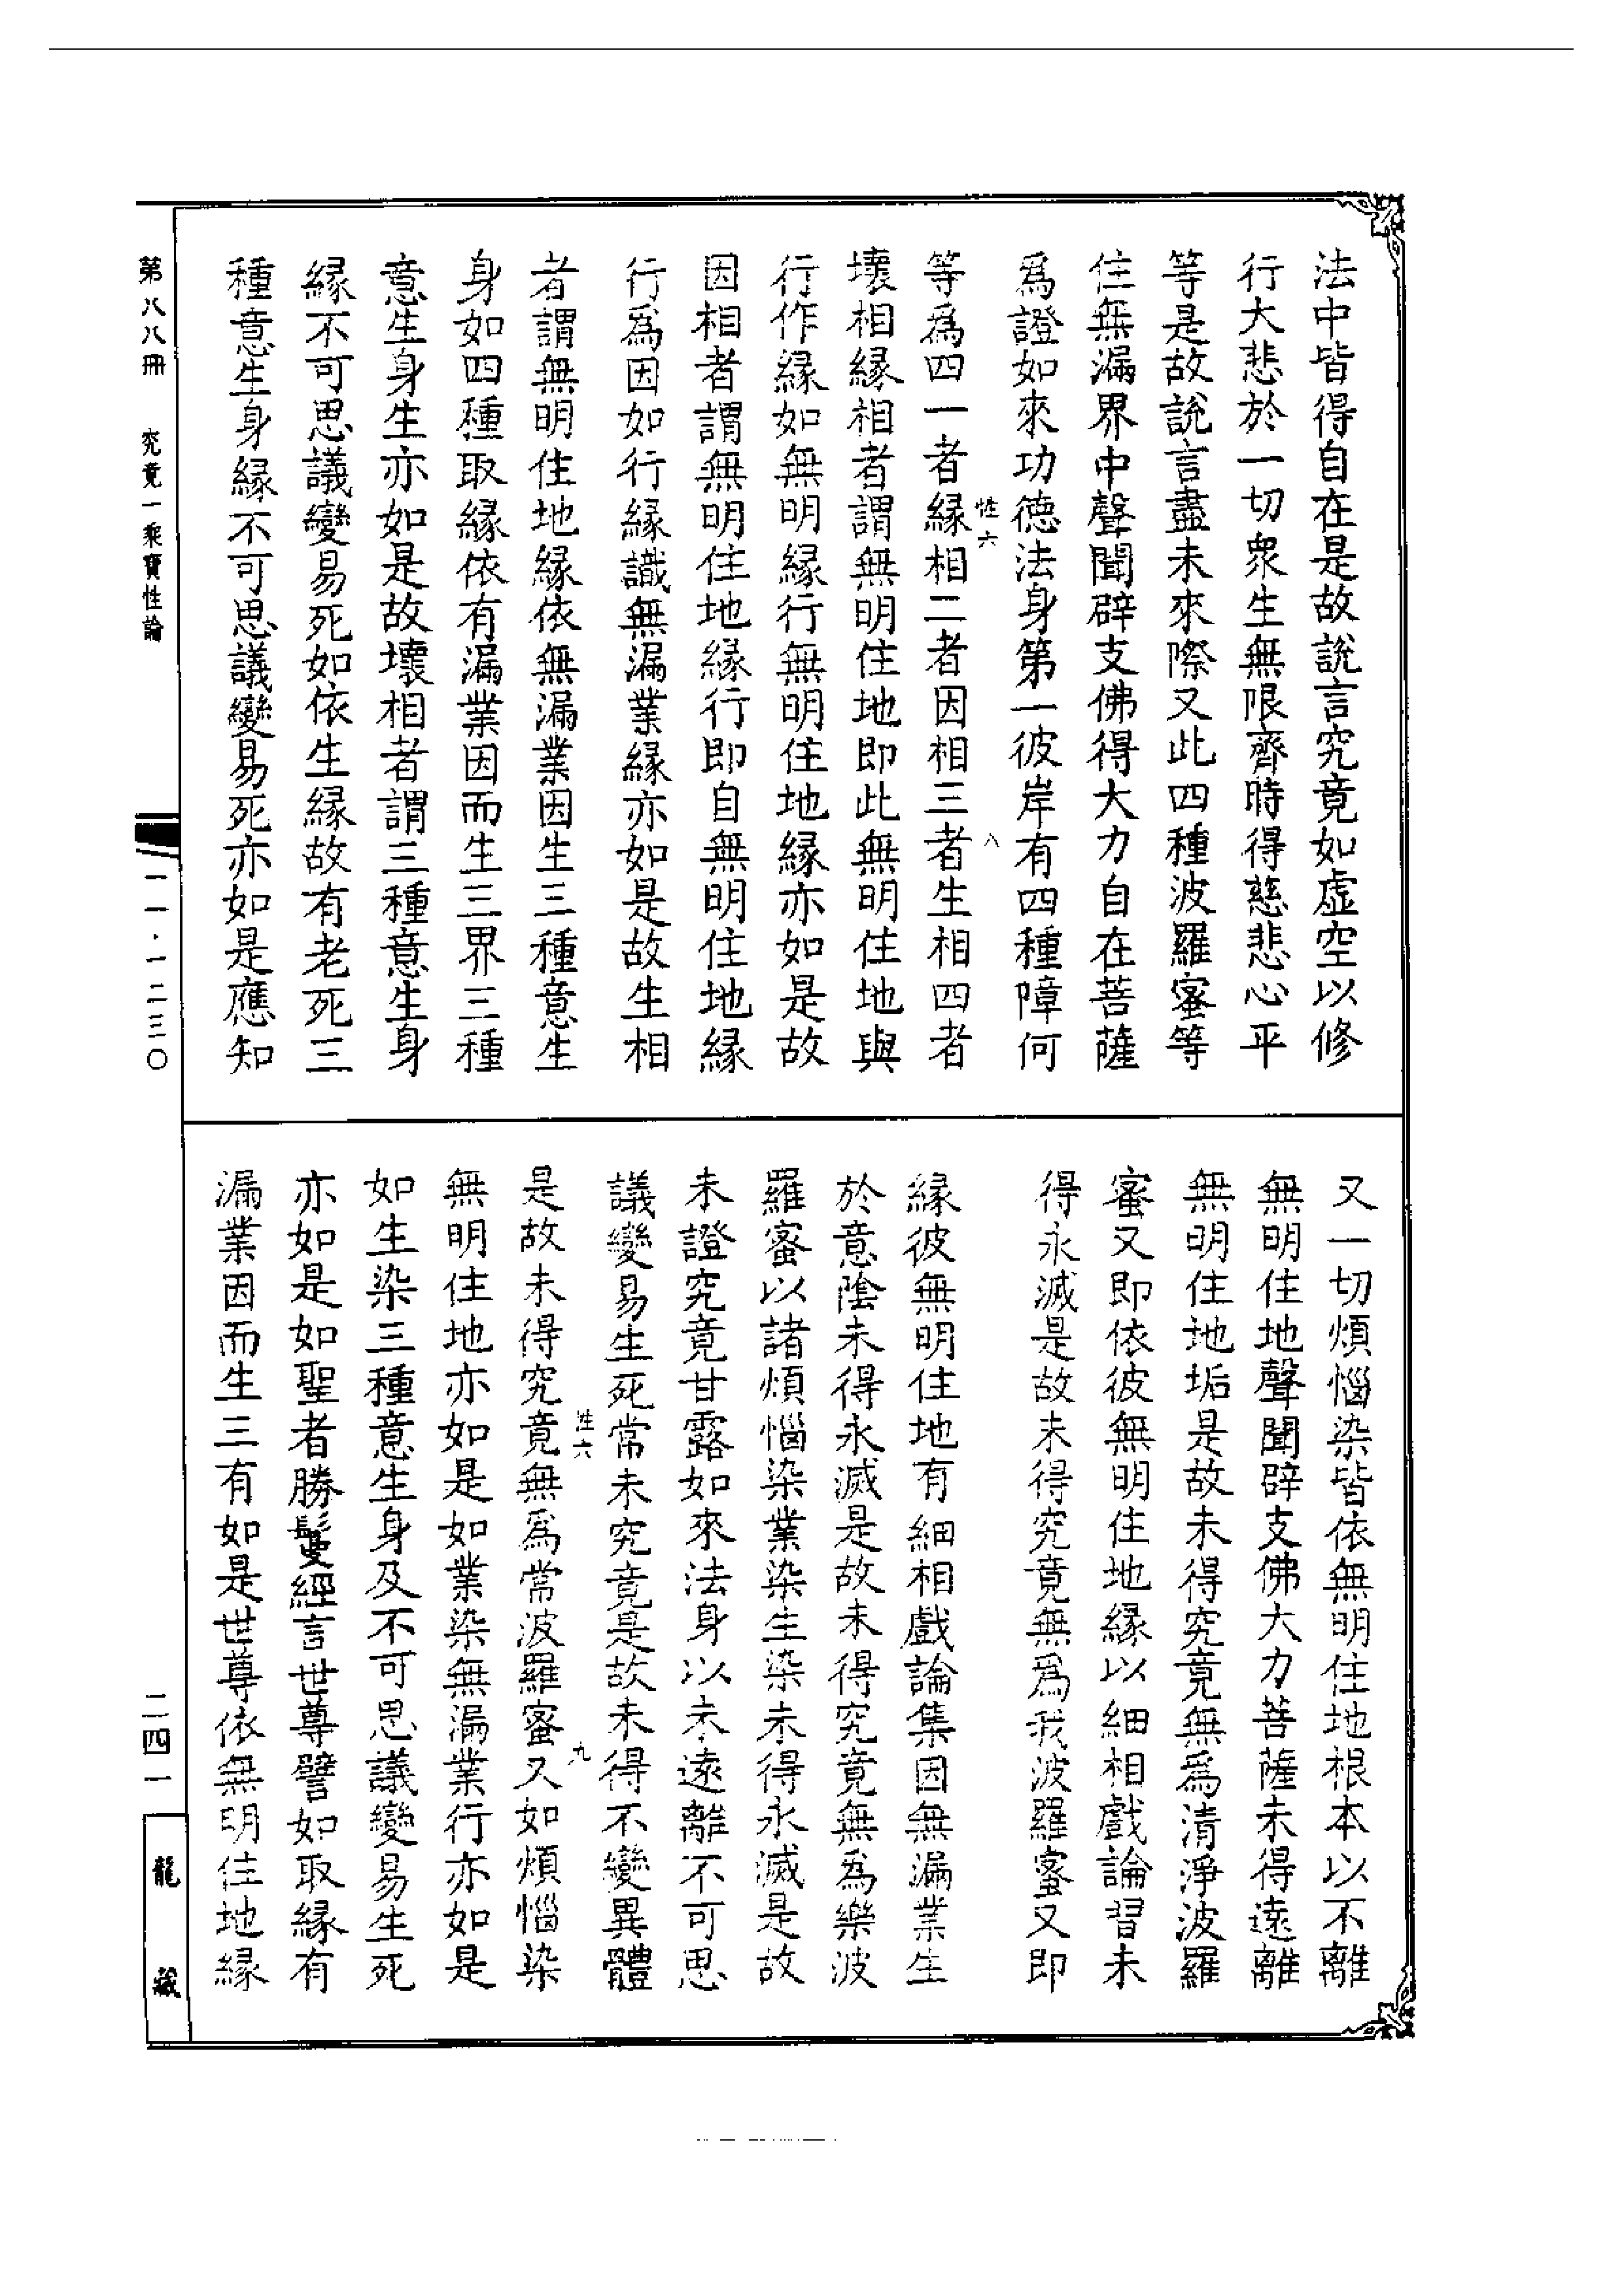 法中皆得自在是故說言究竟如虛空以修
行大悲於一切衆生無限齊時得慈悲心平
等是故說言盡未來際又此四種波羅蜜等
住無漏界中聲聞辟支佛得大力自在菩薩
爲證如來功德法身第一彼岸有四種障何
性六
八
等爲四一者緣相二者因相三者生相四者
壞相緣相者謂無明住地即此無明住地與
行作緣如無明緣行無明住地緣亦如是故
因相者謂無明住地緣行即自無明住地緣
行爲因如行緣識無漏業緣亦如是故生相
者謂無明住地緣依無漏業因生三種意生
身如四種取緣依有漏業因而生三界三種
意生身生亦如是故壞相者謂三種意生身
緣不可思議變易死如依生緣故有老死三
種意生身緣不可思議變易死亦如是應知
又一切煩惱染皆依無明住地根本以不離
無明住地聲聞辟支佛大力菩薩未得遠離
無明住地垢是故未得究竟無爲清淨波羅
蜜又即依彼無明住地緣以細相戲論習未
得永滅是故未得究竟無爲我波羅蜜又即
緣彼無明住地有細相戲論集因無漏業生
於意陰未得永滅是故未得究竟無爲樂波
羅蜜以諸煩惱染業染生染未得永滅是故
未證究竟甘露如來法身以未遠離不可思
議變易生死常未究竟是故未得不變異體
性六
九
是故未得究竟無爲常波羅蜜又如煩惱染
無明住地亦如是如業染無漏業行亦如是
如生染三種意生身及不可思議變易生死
亦如是如聖者勝鬘經言世尊譬如取緣有
漏業因而生三有如是世尊依無明住地緣
第八八冊
究竟一乘寶性論
一一·一二三〇
二四一
龍藏